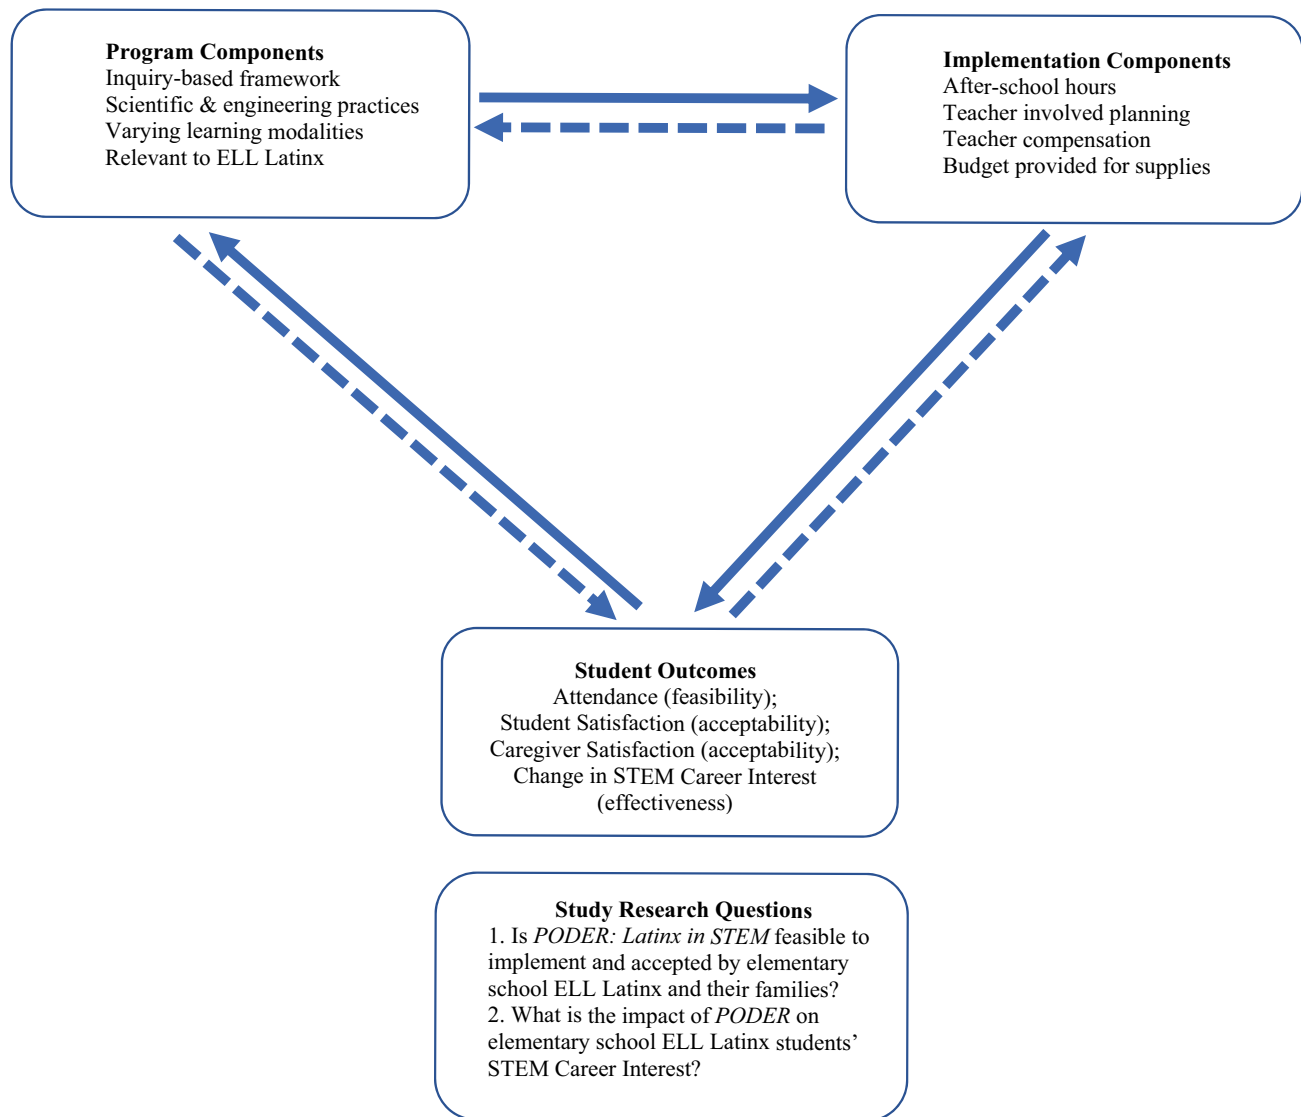 Program Components
Inquiry-based framework
Scientific & engineering practices
Varying learning modalities
Relevant to ELL Latinx
Implementation Components
After-school hours
Teacher involved planning
Teacher compensation
Budget provided for supplies
Student Outcomes
Attendance (feasibility);
Student Satisfaction (acceptability);
Caregiver Satisfaction (acceptability);
Change in STEM Career Interest
(effectiveness)
Study Research Questions
1. Is PODER: Latinx in STEM feasible to
implement and accepted by elementary
school ELL Latinx and their families?
2. What is the impact of PODER on
elementary school ELL Latinx students’
STEM Career Interest?